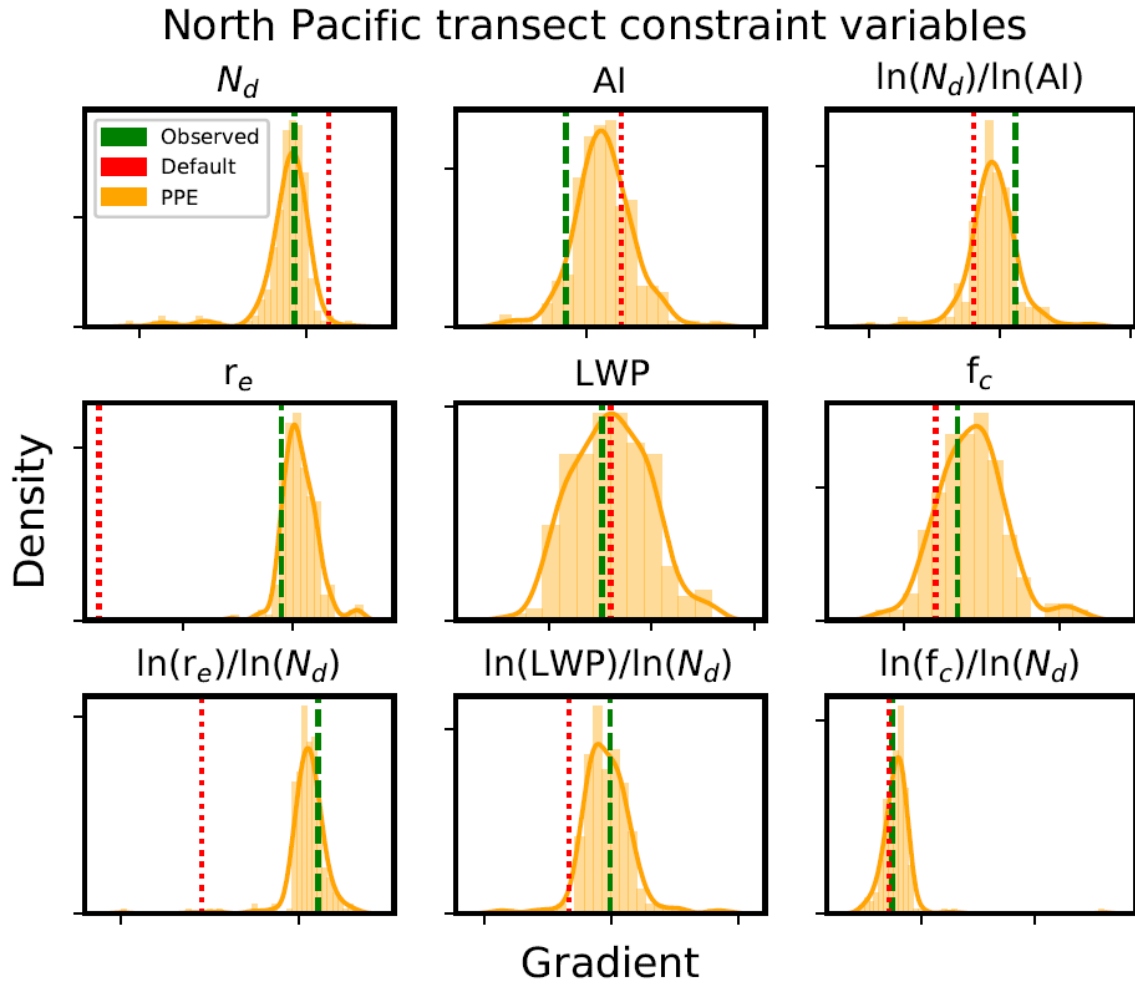 North Pacific transect constraint variables
N_d
AI
ln(N_d)/ln(AI)
Observed
Default
PPE
r_e
LWP
f_c
Density
ln(r_e)/ln(N_d)
ln(LWP)/ln(N_d)
ln(f_c)/ln(N_d)
Gradient